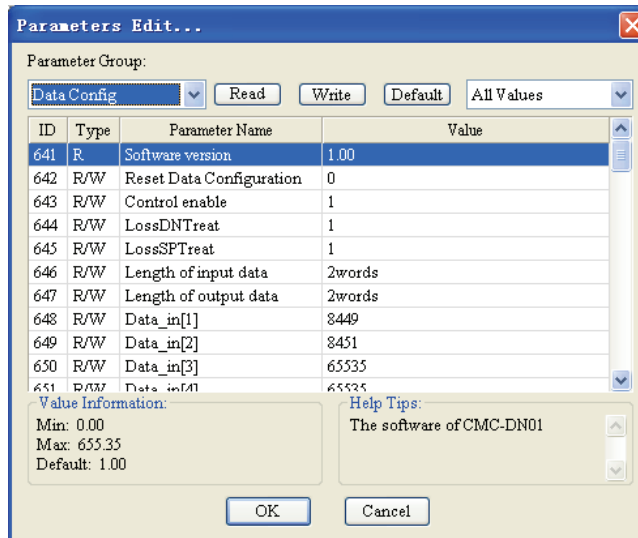 Parameters Edit...
Parameter Group:
Data Config Read Write Default All Values
ID Type Parameter Name Value
641 R Software version 1.00
642 R/W Reset Data Configuration 0
643 R/W Control enable 1
644 R/W LossDNTreat 1
645 R/W LossSPTreat 1
646 R/W Length of input data 2words
647 R/W Length of output data 2words
648 R/W Data_in[1] 8449
649 R/W Data_in[2] 8451
650 R/W Data_in[3] 65535
651 R/W Data_in[4] 65535
Value Information:
Min: 0.00
Max: 655.35
Default: 1.00
Help Tips:
The software of CMC-DN01
OK Cancel